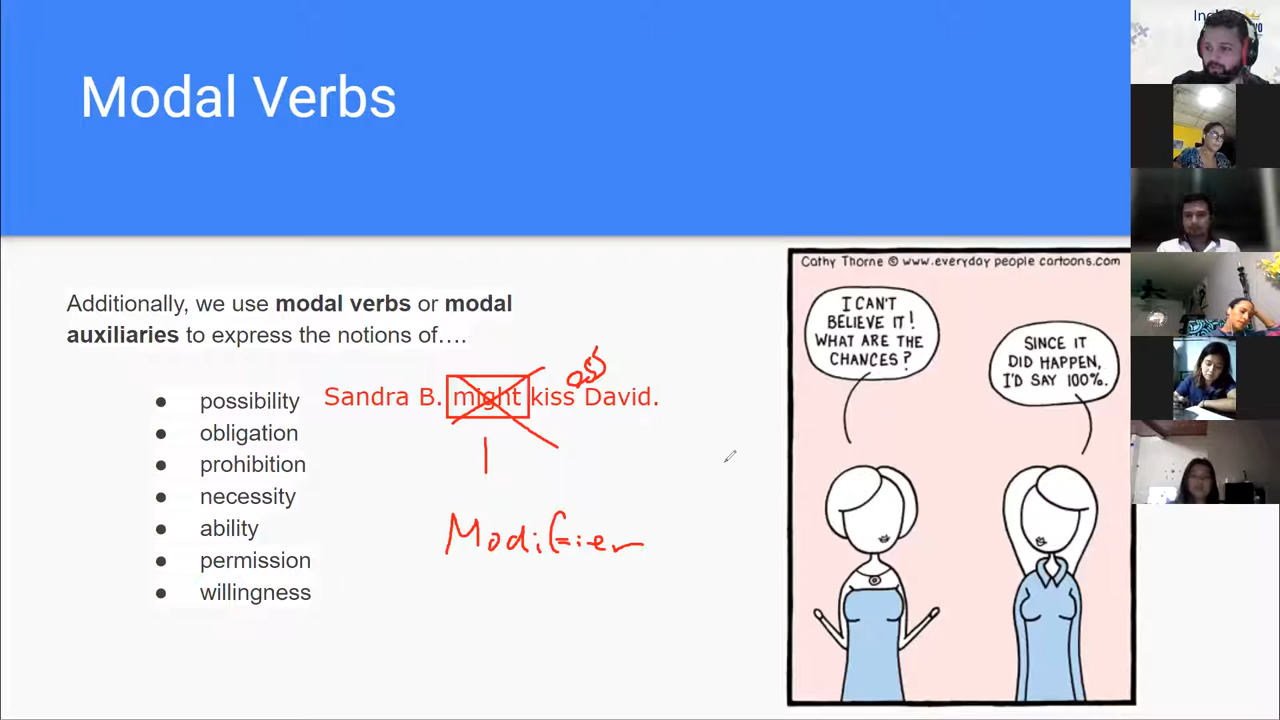 Modal Verbs
Additionally, we use modal verbs or modal
auxiliaries to express the notions of….
● possibility
● obligation
● prohibition
● necessity
● ability
● permission
● willingness
Sandra B. might kiss David.
Modifier
Cathy Thorne © www.everyday people cartoons.com
I CAN'T
BELIEVE IT!
WHAT ARE THE
CHANCES?
SINCE IT
DID HAPPEN,
I'D SAY 100%.